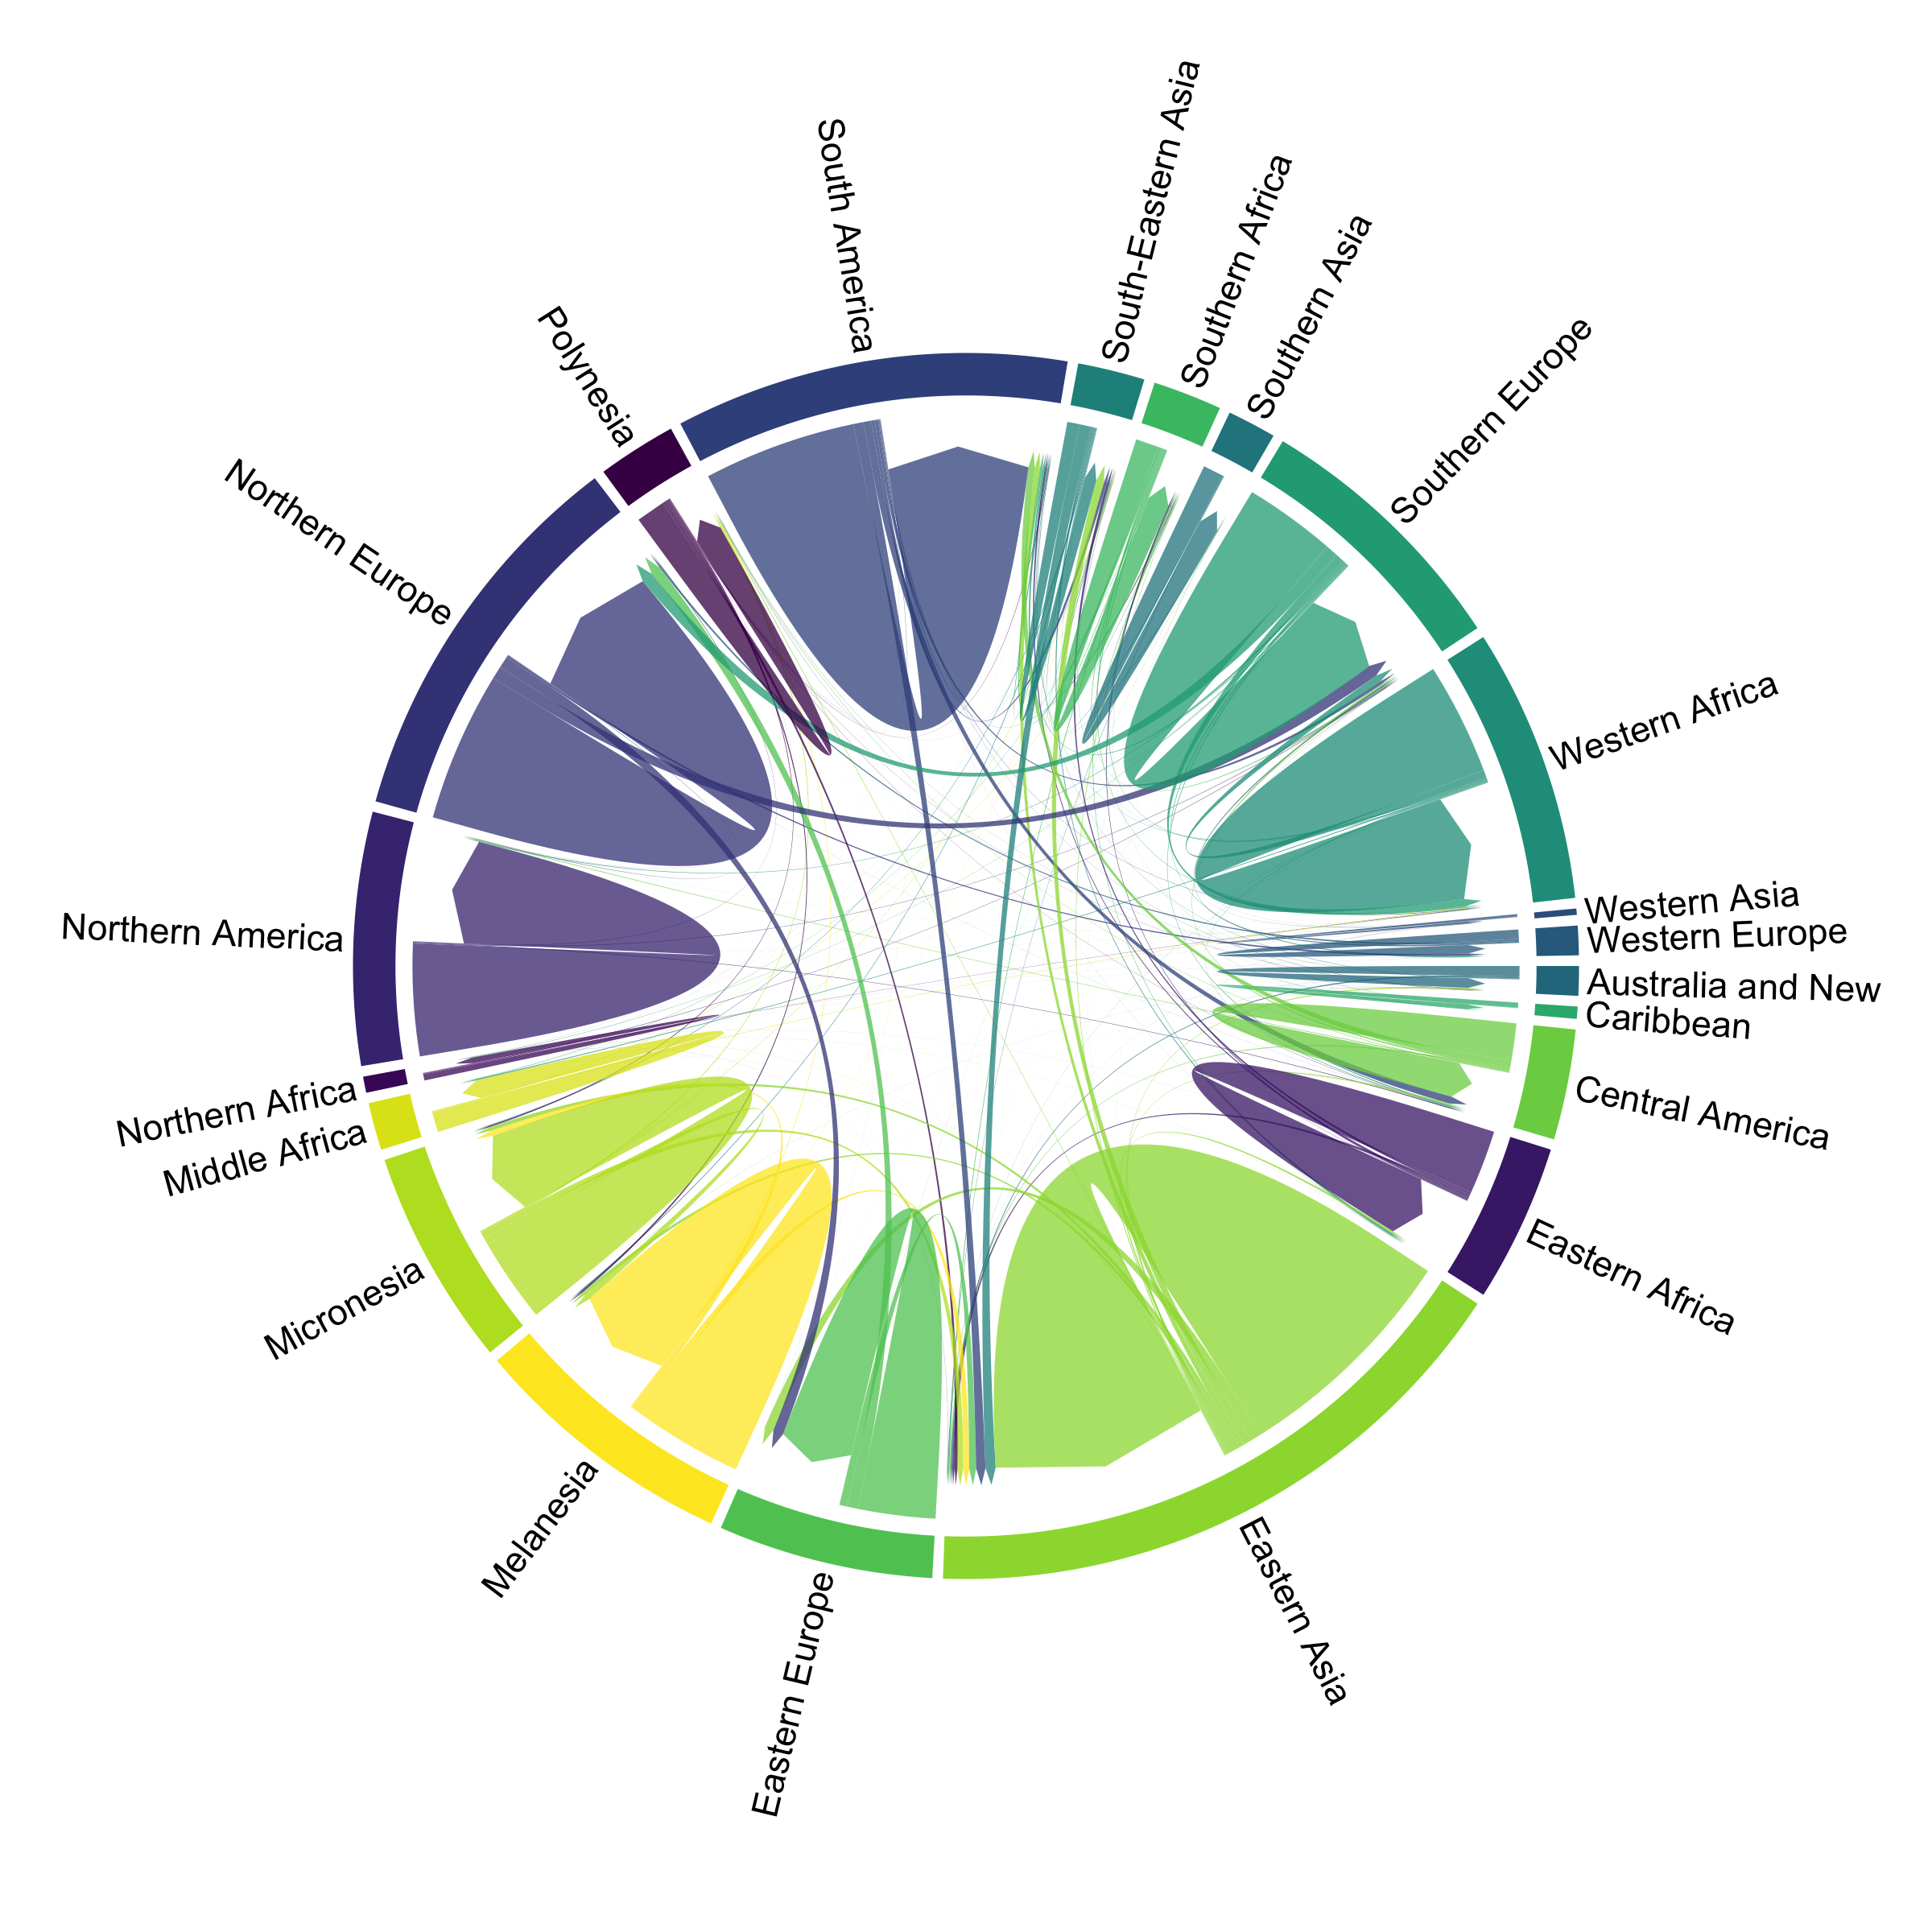 South-Eastern Asia
Southern Africa
Southern Asia
Southern Europe
Western Africa
Western Asia
Western Europe
Australia and New
Caribbean
Central America
Eastern Africa
Eastern Asia
Eastern Europe
Melanesia
Micronesia
Middle Africa
Northern Africa
Northern America
Northern Europe
Polynesia
South America